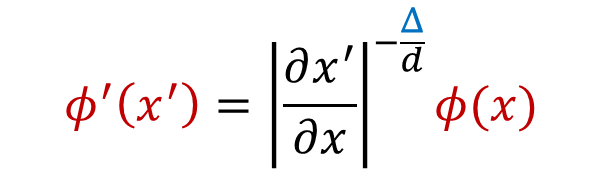 ϕ′(x′) = |∂x′/∂x|^(−Δ/d) ϕ(x)